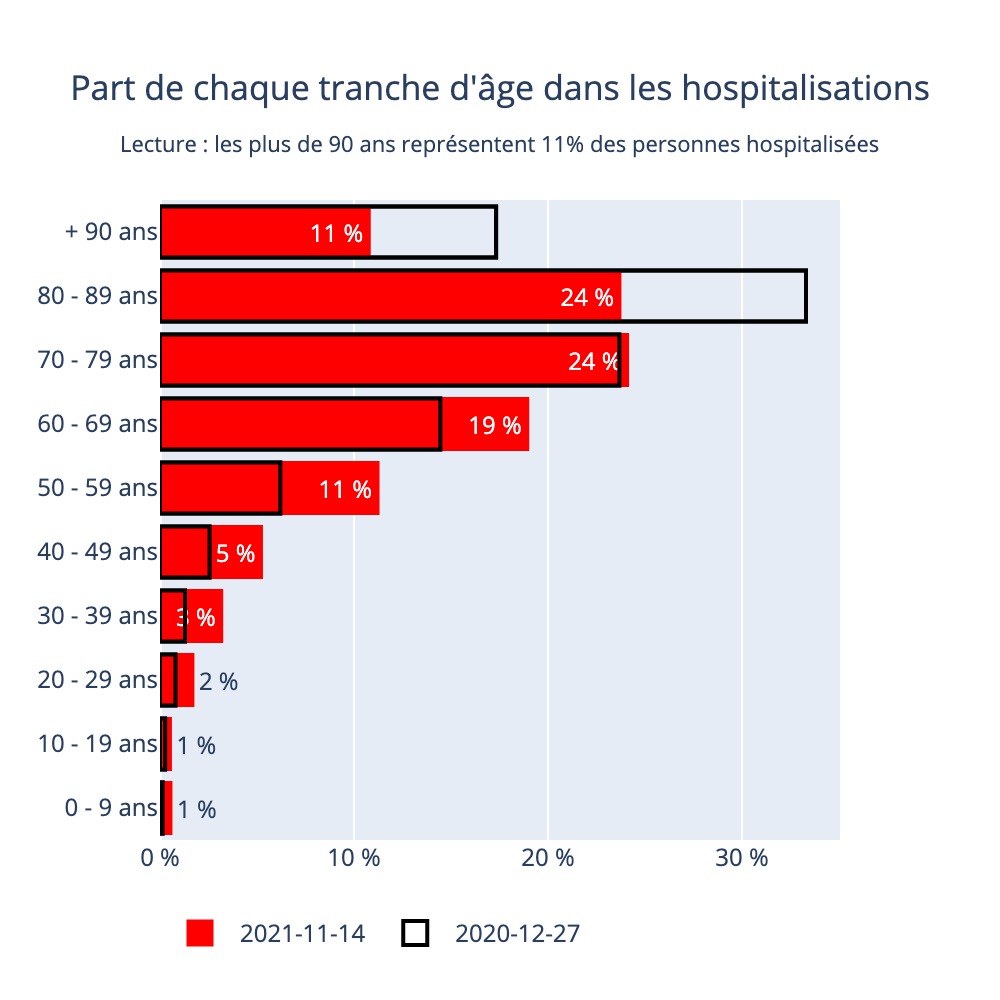 Part de chaque tranche d'âge dans les hospitalisations
Lecture : les plus de 90 ans représentent 11% des personnes hospitalisées
+ 90 ans 11 %
80 - 89 ans 24 %
70 - 79 ans 24 %
60 - 69 ans 19 %
50 - 59 ans 11 %
40 - 49 ans 5 %
30 - 39 ans 3 %
20 - 29 ans 2 %
10 - 19 ans 1 %
0 - 9 ans 1 %
0 % 10 % 20 % 30 %
2021-11-14 2020-12-27